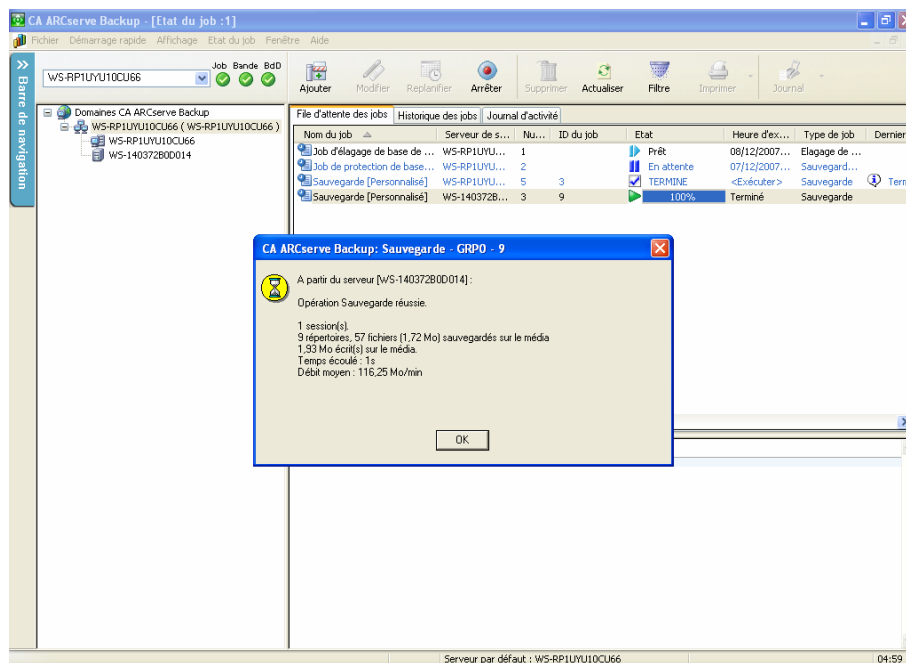 CA ARCserve Backup - [Etat du job :1]
Fichier Démarrage rapide Affichage Etat du job Fenêtre Aide
Barre de navigation
WS-RP1UYU10CU66
Job Bande BdD
Ajouter Modifier Replanifier Arrêter Supprimer Actualiser Filtre Imprimer Journal
Domaines CA ARCserve Backup
WS-RP1UYU10CU66 ( WS-RP1UYU10CU66 )
WS-RP1UYU10CU66
WS-140372B0D014
File d'attente des jobs Historique des jobs Journal d'activité
Nom du job Serveur de s... Nu... ID du job Etat Heure d'ex... Type de job Dernier
Job d'élagage de base de ... WS-RP1UYU... 1 Prêt 08/12/2007... Elagage de ...
Job de protection de base... WS-RP1UYU... 2 En attente 07/12/2007... Sauvegard...
Sauvegarde [Personnalisé] WS-RP1UYU... 5 3 TERMINE <Exécuter> Sauvegarde Term
Sauvegarde [Personnalisé] WS-140372B... 3 9 100% Terminé Sauvegarde
CA ARCserve Backup: Sauvegarde - GRP0 - 9
A partir du serveur [WS-140372B0D014] :
Opération Sauvegarde réussie.
1 session(s).
9 répertoires, 57 fichiers (1,72 Mo) sauvegardés sur le média
1,93 Mo écrit(s) sur le média.
Temps écoulé : 1s
Débit moyen : 116,25 Mo/min
OK
Serveur par défaut : WS-RP1UYU10CU66
04:59